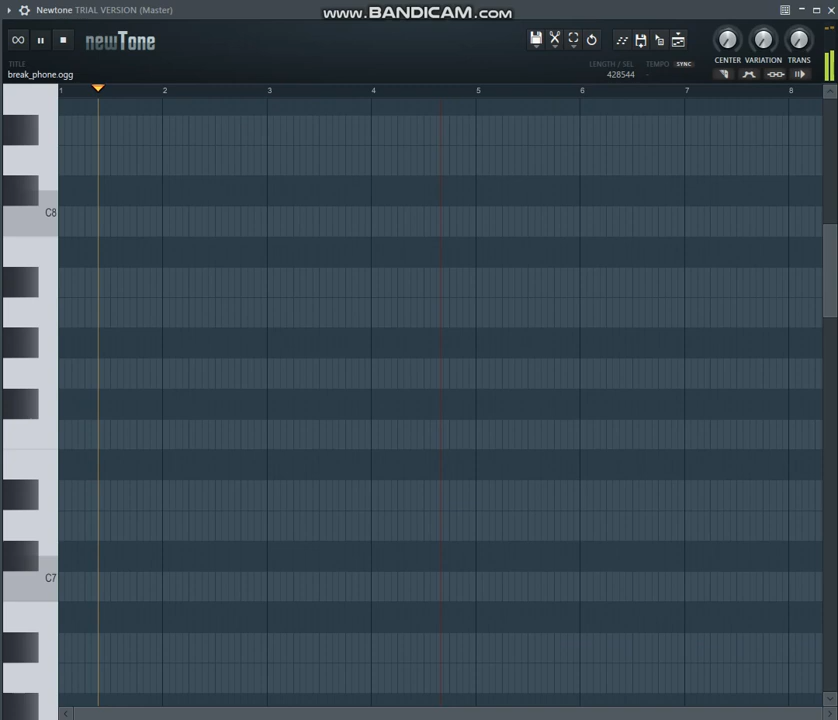 Newtone TRIAL VERSION (Master)
www.BANDICAM.com
newTone
TITLE
break_phone.ogg
LENGTH / SEL
428544
TEMPO
-
SYNC
CENTER
VARIATION
TRANS
1 2 3 4 5 6 7 8
C8
C7